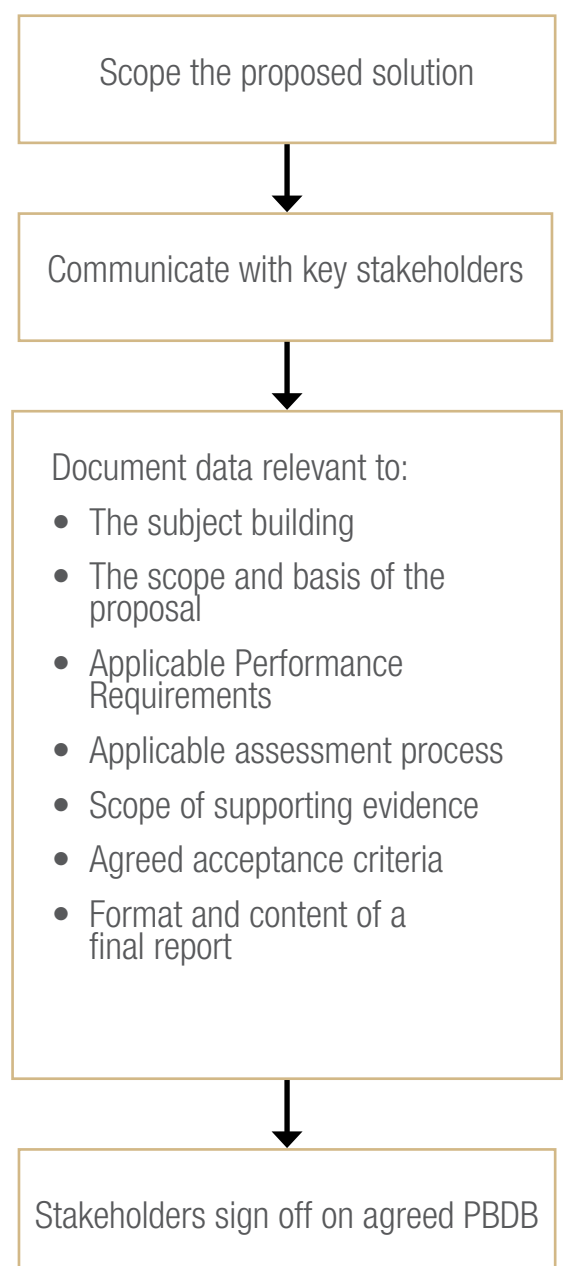 Scope the proposed solution
Communicate with key stakeholders
Document data relevant to:
• The subject building
• The scope and basis of the
proposal
• Applicable Performance
Requirements
• Applicable assessment process
• Scope of supporting evidence
• Agreed acceptance criteria
• Format and content of a
final report
Stakeholders sign off on agreed PBDB